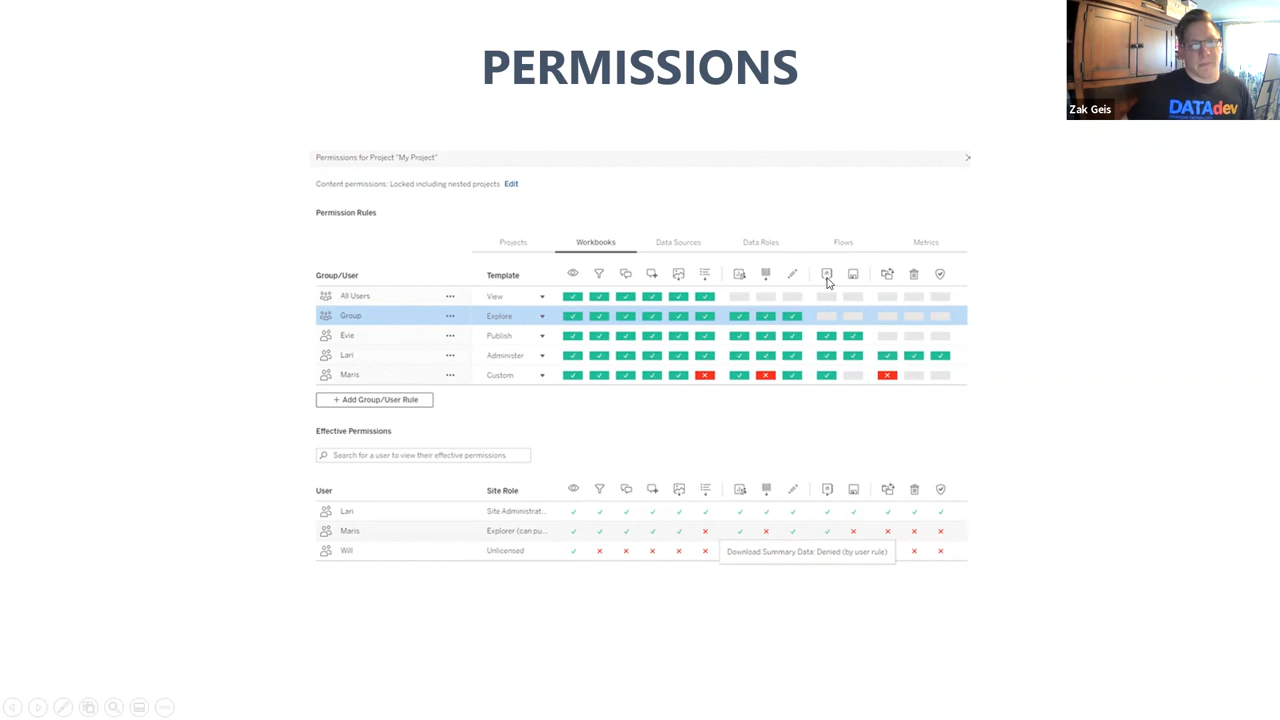 PERMISSIONS
DATAdev
Zak Geis
Permissions for Project "My Project"
Content permissions: Locked including nested projects Edit
Permission Rules
Projects Workbooks Data Sources Data Roles Flows Metrics
Group/User Template
All Users View
Group Explore
Evie Publish
Lari Administer
Maris Custom
+ Add Group/User Rule
Effective Permissions
Search for a user to view their effective permissions
User Site Role
Lari Site Administrat...
Maris Explorer (can pu...
Will Unlicensed
Download Summary Data: Denied (by user rule)